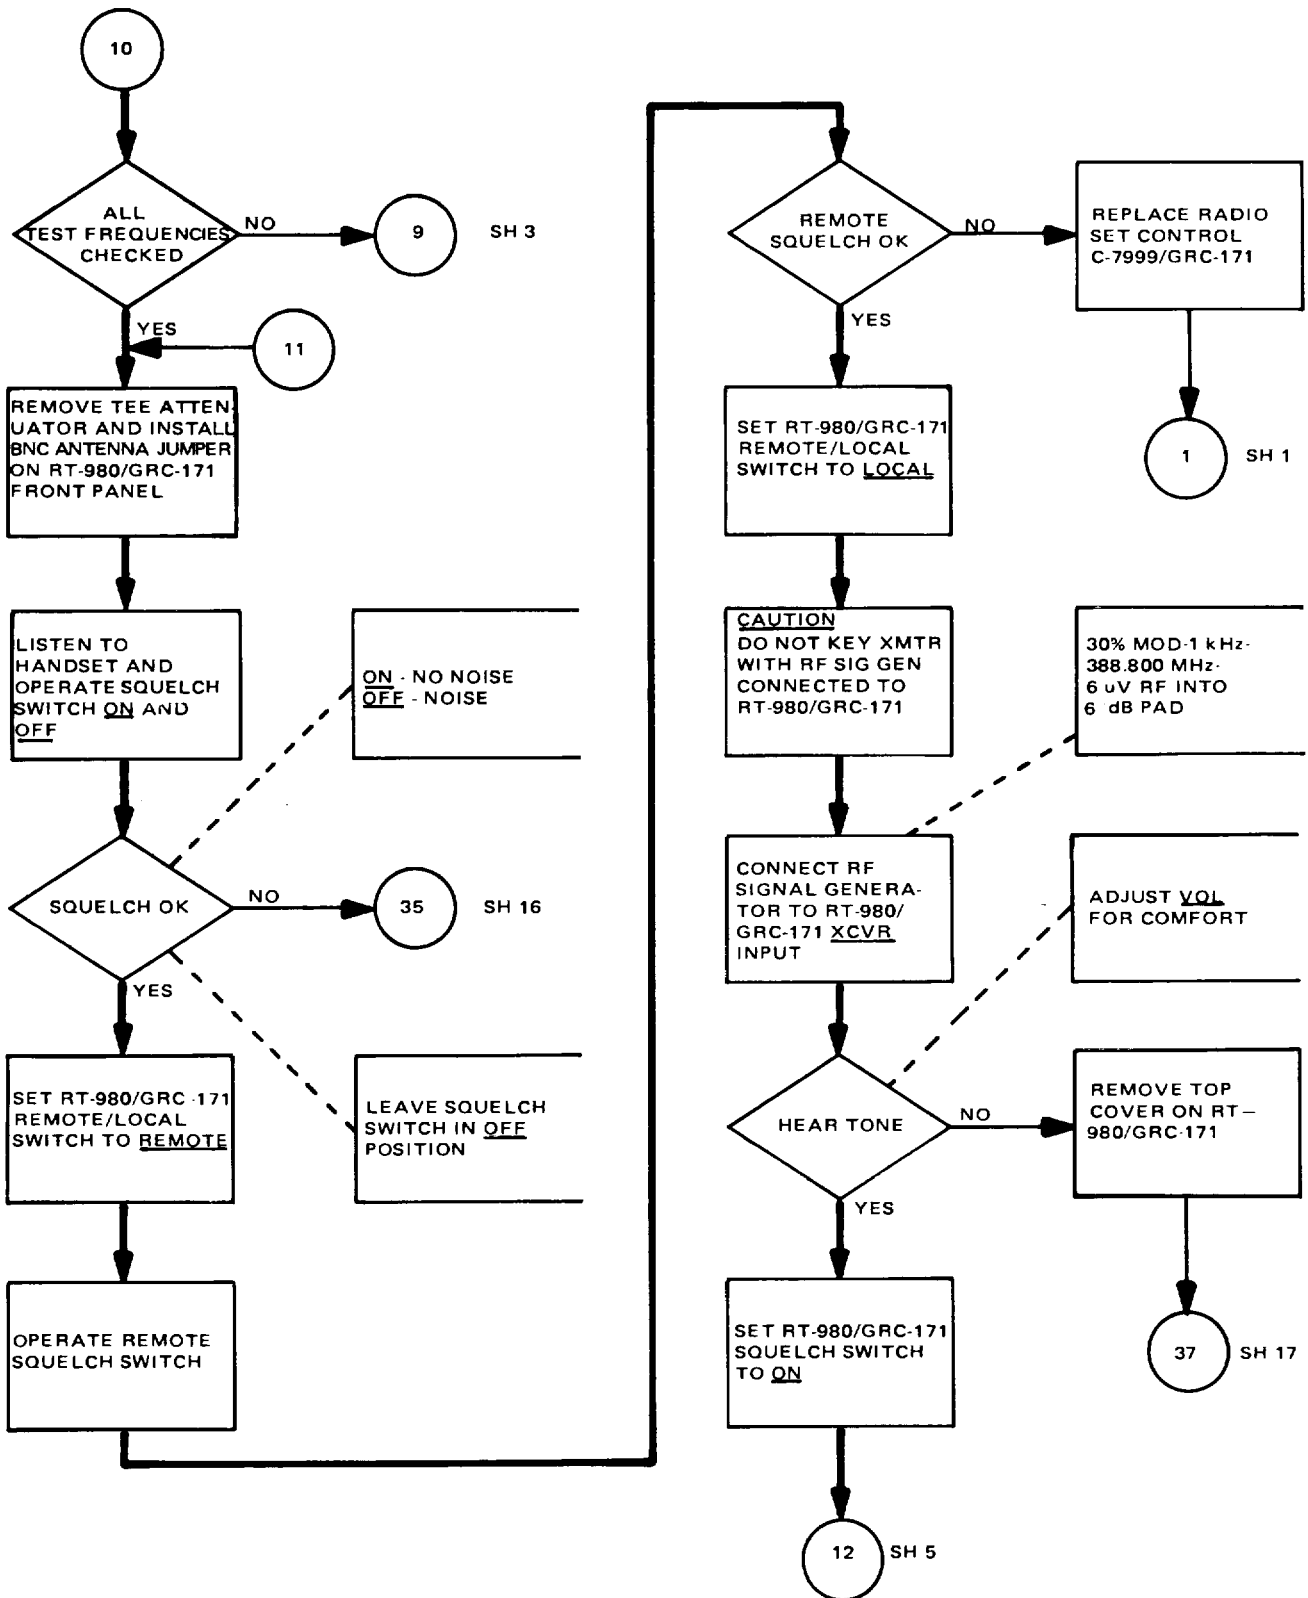 10
ALL
TEST FREQUENCIES
CHECKED
NO
9
SH 3
YES
11
REMOVE TEE ATTEN-
UATOR AND INSTALL
BNC ANTENNA JUMPER
ON RT-980/GRC-171
FRONT PANEL
LISTEN TO
HANDSET AND
OPERATE SQUELCH
SWITCH ON AND
OFF
ON - NO NOISE
OFF - NOISE
SQUELCH OK
NO
35
SH 16
YES
SET RT-980/GRC-171
REMOTE/LOCAL
SWITCH TO REMOTE
LEAVE SQUELCH
SWITCH IN OFF
POSITION
OPERATE REMOTE
SQUELCH SWITCH
REMOTE
SQUELCH OK
NO
REPLACE RADIO
SET CONTROL
C-7999/GRC-171
1
SH 1
YES
SET RT-980/GRC-171
REMOTE/LOCAL
SWITCH TO LOCAL
CAUTION
DO NOT KEY XMTR
WITH RF SIG GEN
CONNECTED TO
RT-980/GRC-171
30% MOD-1 kHz-
388.800 MHz-
6 uV RF INTO
6 dB PAD
CONNECT RF
SIGNAL GENERA-
TOR TO RT-980/
GRC-171 XCVR
INPUT
ADJUST VOL
FOR COMFORT
HEAR TONE
NO
REMOVE TOP
COVER ON RT-
980/GRC-171
37
SH 17
YES
SET RT-980/GRC-171
SQUELCH SWITCH
TO ON
12
SH 5